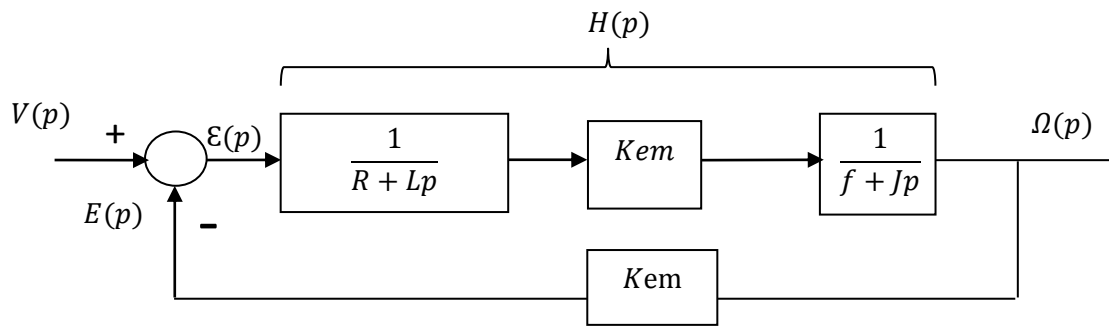 H(p)
V(p)
+
Ɛ(p)
1
R + Lp
Kem
1
f + Jp
Ω(p)
E(p)
-
Kem